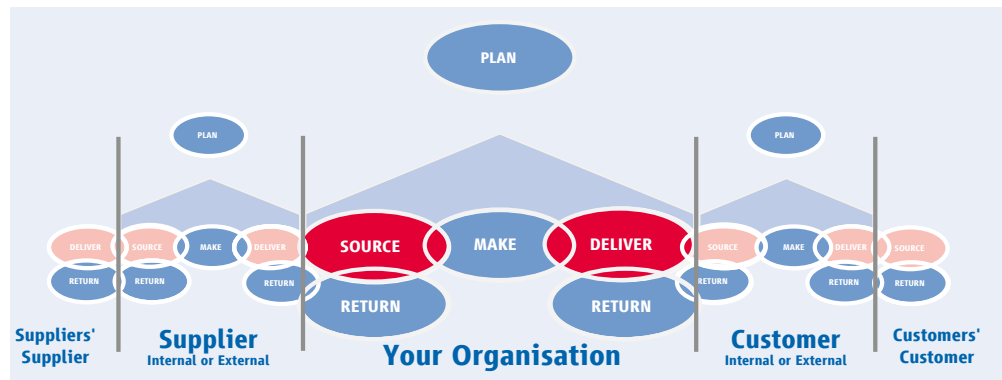 PLAN
PLAN
PLAN
DELIVER
SOURCE
MAKE
DELIVER
SOURCE
MAKE
DELIVER
SOURCE
MAKE
DELIVER
SOURCE
RETURN
RETURN
RETURN
RETURN
RETURN
RETURN
RETURN
RETURN
Suppliers'
Supplier
Supplier
Internal or External
Your Organisation
Customer
Internal or External
Customers'
Customer